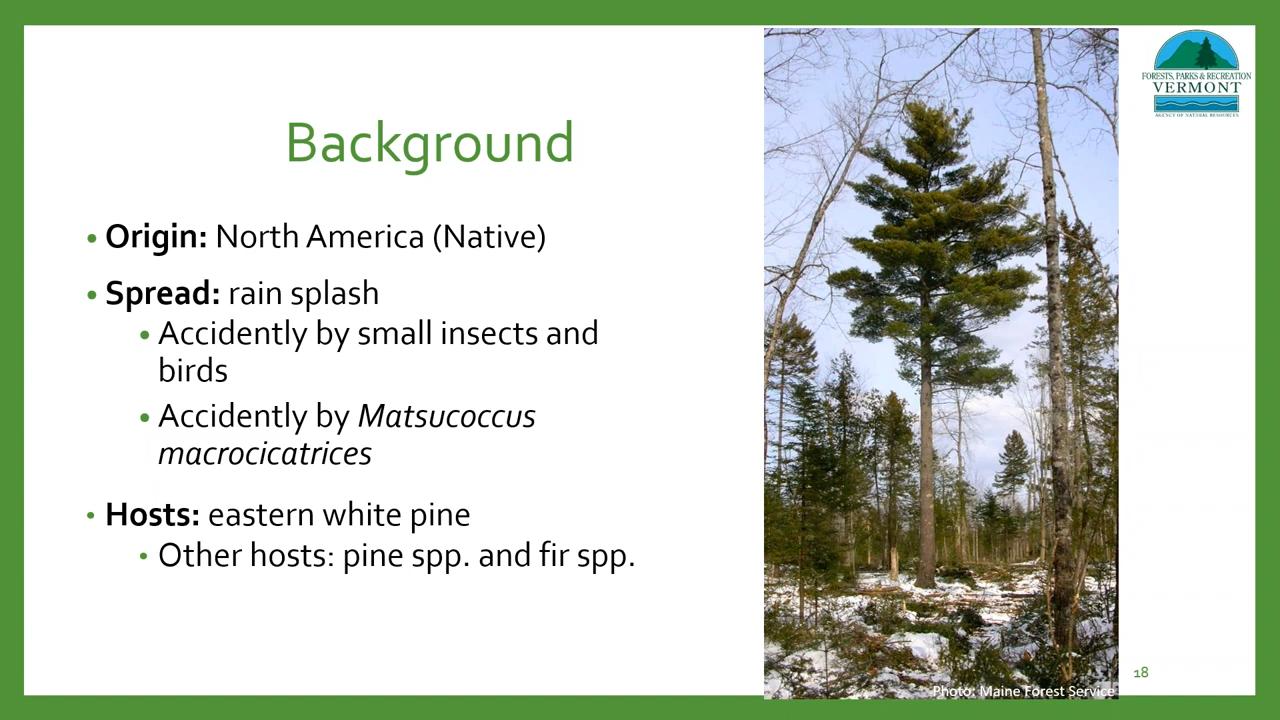 Background
• Origin: North America (Native)
• Spread: rain splash
• Accidently by small insects and
birds
• Accidently by Matsucoccus
macrocicatrices
• Hosts: eastern white pine
• Other hosts: pine spp. and fir spp.
FORESTS, PARKS & RECREATION
VERMONT
AGENCY OF NATURAL RESOURCES
18
Photo: Maine Forest Service